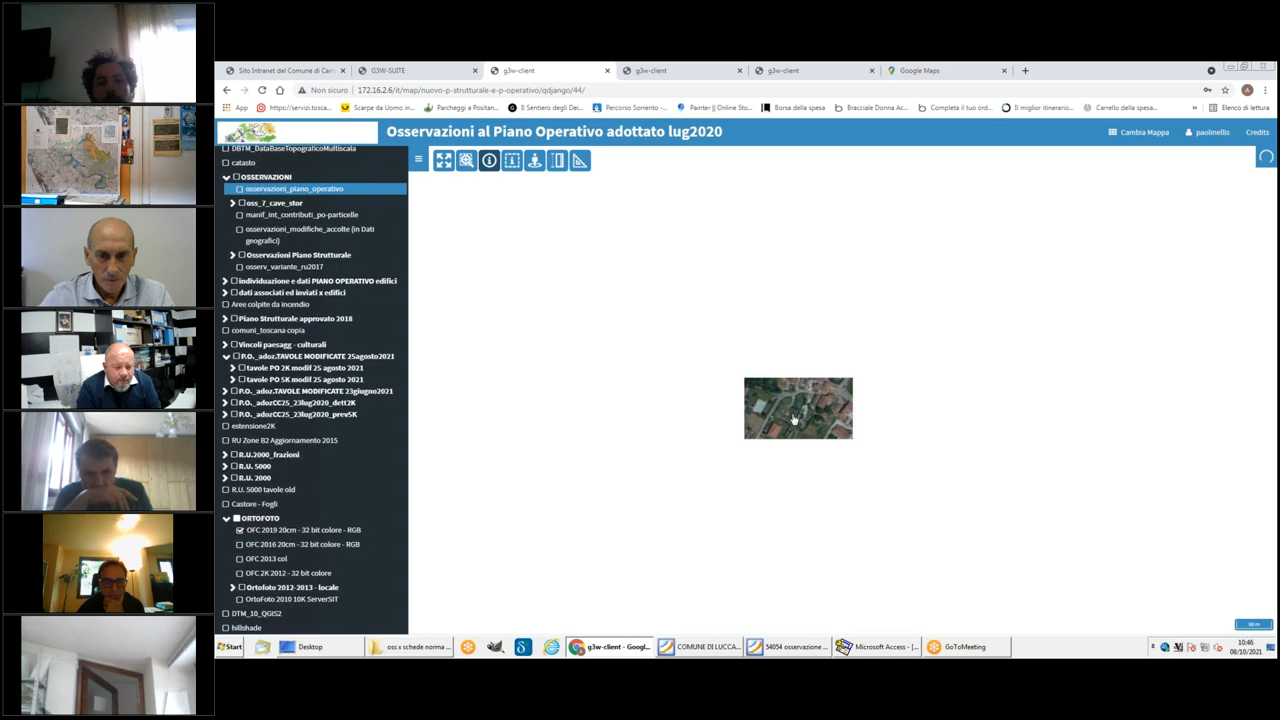 Sito Intranet del Comune di Cam
G3W-SUITE
g3w-client
g3w-client
g3w-client
Google Maps
Non sicuro
172.16.2.6/it/map/nuovo-p-strutturale-e-p-operativo/qdjango/44/
App
https://servizi.tosca...
Scarpe da Uomo in...
Parcheggi a Positan...
Il Sentiero degli Dei...
Percorso Sorrento -...
Painter || Online Sto...
Borsa della spesa
Bracciale Donna Ac...
Completa il tuo ord...
Il miglior itinerario...
Carrello della spesa...
Elenco di lettura
Osservazioni al Piano Operativo adottato lug2020
Cambia Mappa
paolinellis
Credits
DBTM_DataBaseTopograficoMultiscala
catasto
OSSERVAZIONI
osservazioni_piano_operativo
oss_7_cave_stor
manif_int_contributi_po-particelle
osservazioni_modifiche_accolte (in Dati
geografici)
Osservazioni Piano Strutturale
osserv_variante_ru2017
individuazione e dati PIANO OPERATIVO edifici
dati associati ed inviati x edifici
Aree colpite da incendio
Piano Strutturale approvato 2018
comuni_toscana copia
Vincoli paesagg - culturali
P.O._adoz.TAVOLE MODIFICATE 25agosto2021
tavole PO 2K modif 25 agosto 2021
tavole PO 5K modif 25 agosto 2021
P.O._adoz.TAVOLE MODIFICATE 23giugno2021
P.O._adozCC25_23lug2020_dett2K
P.O._adozCC25_23lug2020_prev5K
estensione2K
RU Zone B2 Aggiornamento 2015
R.U.2000_frazioni
R.U. 5000
R.U. 2000
R.U. 5000 tavole old
Castore - Fogli
ORTOFOTO
OFC 2019 20cm - 32 bit colore - RGB
OFC 2016 20cm - 32 bit colore - RGB
OFC 2013 col
OFC 2K 2012 - 32 bit colore
Ortofoto 2012-2013 - locale
OrtoFoto 2010 10K ServerSIT
DTM_10_QGIS2
hillshade
Start
Desktop
oss x schede norma ...
g3w-client - Googl...
COMUNE DI LUCCA...
54054 osservazione ...
Microsoft Access - [...
GoToMeeting
10:46
08/10/2021